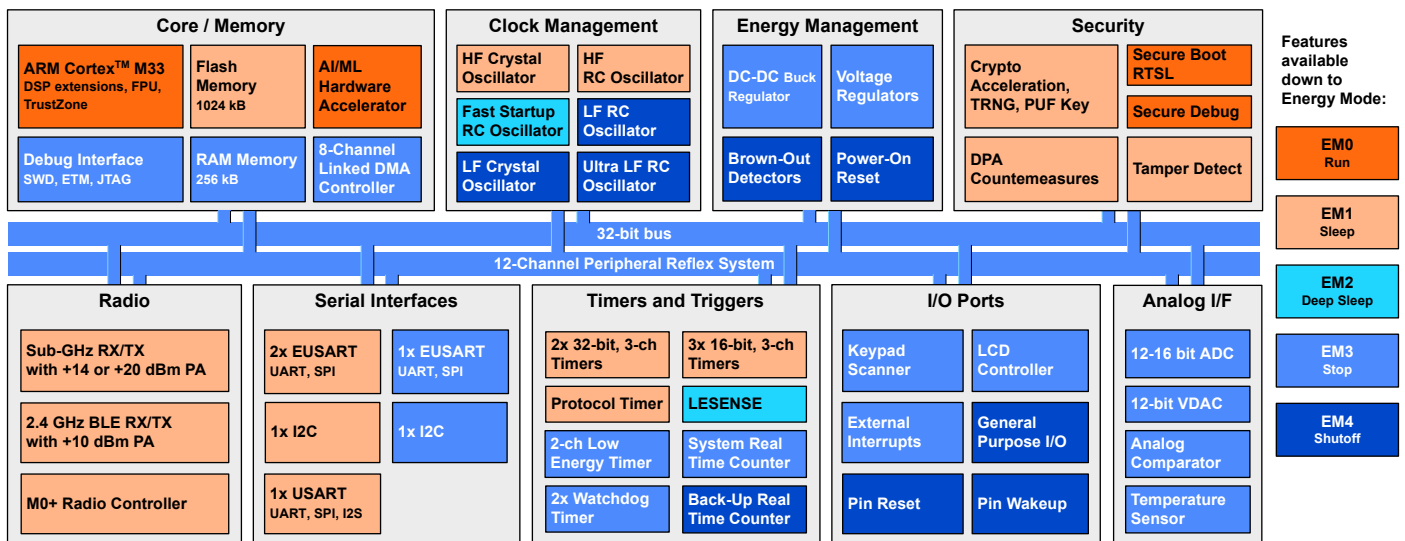 Core / Memory
ARM Cortex™ M33
DSP extensions, FPU,
TrustZone
Flash
Memory
1024 kB
AI/ML
Hardware
Accelerator
Debug Interface
SWD, ETM, JTAG
RAM Memory
256 kB
8-Channel
Linked DMA
Controller
Clock Management
HF Crystal
Oscillator
HF
RC Oscillator
Fast Startup
RC Oscillator
LF RC
Oscillator
LF Crystal
Oscillator
Ultra LF RC
Oscillator
Energy Management
DC-DC Buck
Regulator
Voltage
Regulators
Brown-Out
Detectors
Power-On
Reset
Security
Crypto
Acceleration,
TRNG, PUF Key
Secure Boot
RTSL
Secure Debug
DPA
Countemeasures
Tamper Detect
Features
available
down to
Energy Mode:
EM0
Run
EM1
Sleep
EM2
Deep Sleep
EM3
Stop
EM4
Shutoff
32-bit bus
12-Channel Peripheral Reflex System
Radio
Sub-GHz RX/TX
with +14 or +20 dBm PA
2.4 GHz BLE RX/TX
with +10 dBm PA
M0+ Radio Controller
Serial Interfaces
2x EUSART
UART, SPI
1x EUSART
UART, SPI
1x I2C
1x I2C
1x USART
UART, SPI, I2S
Timers and Triggers
2x 32-bit, 3-ch
Timers
3x 16-bit, 3-ch
Timers
Protocol Timer
LESENSE
2-ch Low
Energy Timer
System Real
Time Counter
2x Watchdog
Timer
Back-Up Real
Time Counter
I/O Ports
Keypad
Scanner
LCD
Controller
External
Interrupts
General
Purpose I/O
Pin Reset
Pin Wakeup
Analog I/F
12-16 bit ADC
12-bit VDAC
Analog
Comparator
Temperature
Sensor